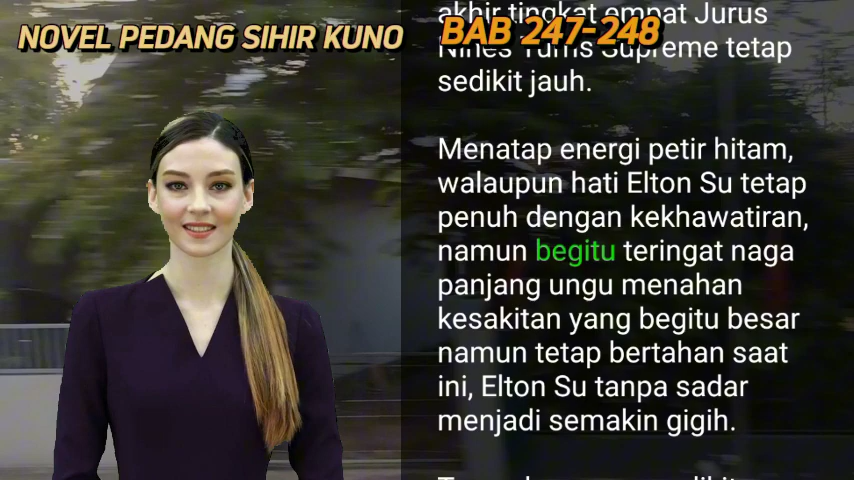 NOVEL PEDANG SIHIR KUNO
BAB 247-248
akhir tingkat empat Jurus
Nines Turns Supreme tetap
sedikit jauh.
Menatap energi petir hitam,
walaupun hati Elton Su tetap
penuh dengan kekhawatiran,
namun begitu teringat naga
panjang ungu menahan
kesakitan yang begitu besar
namun tetap bertahan saat
ini, Elton Su tanpa sadar
menjadi semakin gigih.